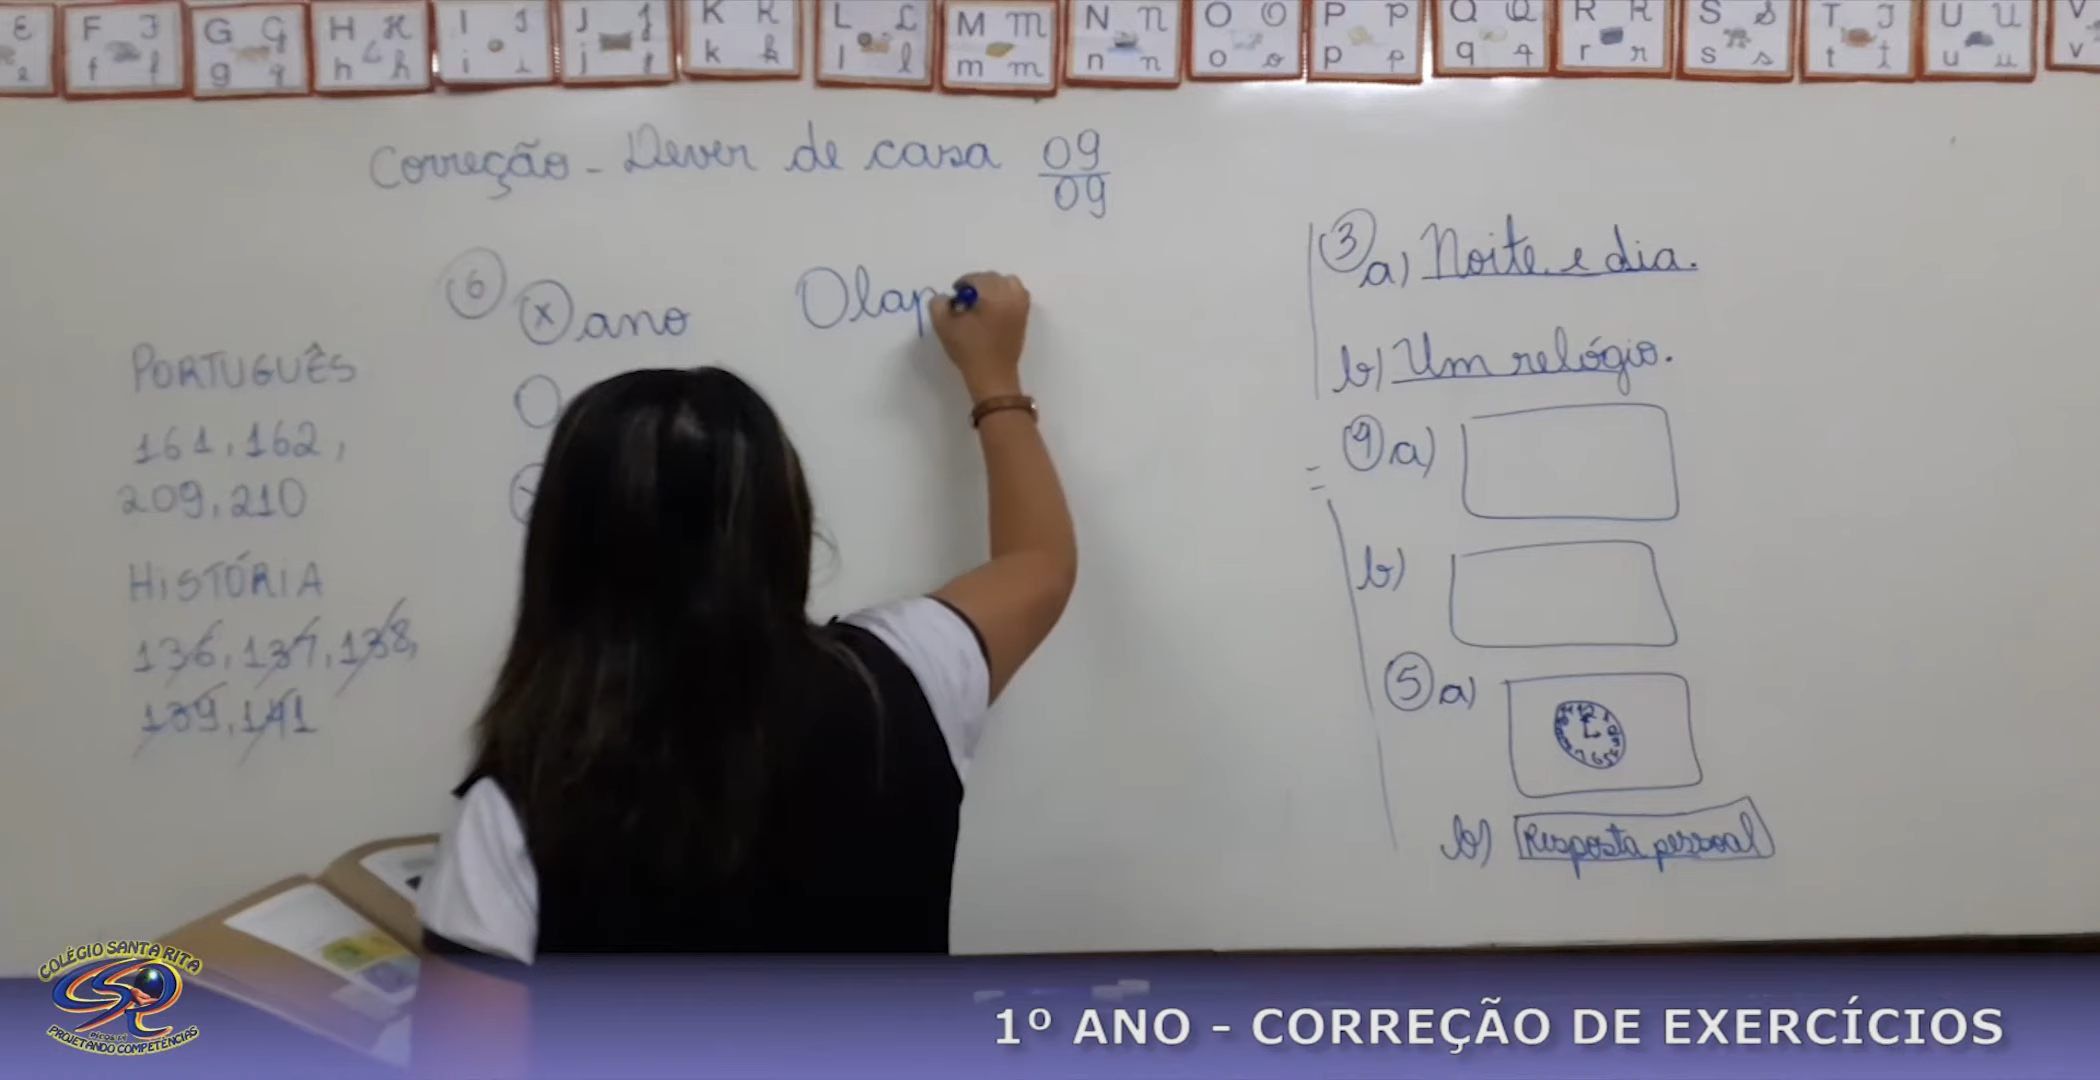 E
F F f f
G G g g
H H h h
I I i i
J J j j
K K k k
L L l l
M M m m
N N n n
O O o o
P P p p
Q Q q q
R R r r
S S s s
T T t t
U U u u
V v
Correção - Dever de casa 09/09
6 x ano Olap
PORTUGUÊS
161, 162,
209, 210
HISTÓRIA
136, 137, 138,
139, 141
3 a) Noite e dia.
b) Um relógio.
4 a)
b)
5 a)
b) Resposta pessoal
COLÉGIO SANTA RITA
PROJETANDO COMPETÊNCIAS
1º ANO - CORREÇÃO DE EXERCÍCIOS